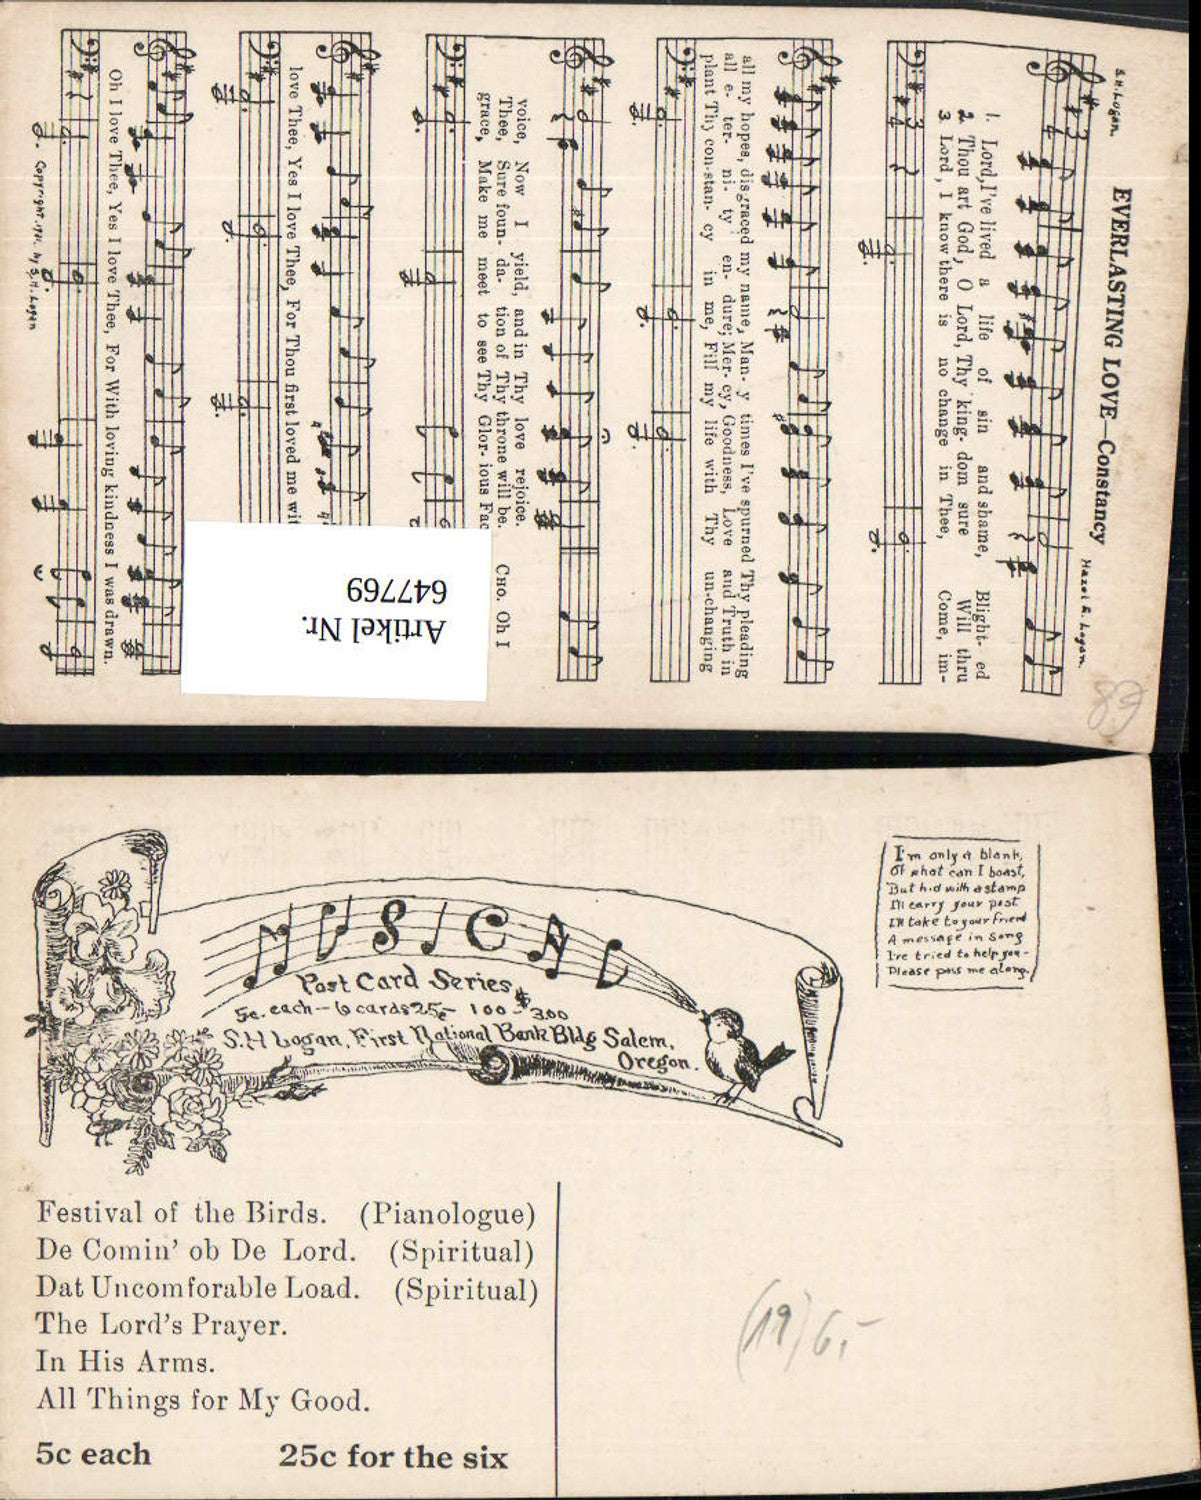 S.H. Logan.
EVERLASTING LOVE—Constancy
Hazel R. Logan.
1. Lord, I've lived a life of sin and shame, Blight- ed
2 Thou art God, O Lord, Thy king- dom sure Will thru
3 Lord, I know there is no change in Thee, Come, im-
all my hopes, disgraced my name, Man- y times I've spurned Thy pleading
all e- ter- ni- ty en- dure; Mer- cy, Goodness, Love and Truth in
plant Thy con-stan- cy in me, Fill my life with Thy un-changing
voice, Now I yield, and in Thy love rejoice.
Thee, Sure foun- da- tion of Thy throne will be. CHO. Oh I
grace, Make me meet to see Thy Glor- ious Fac
love Thee, Yes I love Thee, For Thou first loved me wit
Oh I love Thee, Yes I love Thee, For With loving kindness I was drawn.
Copyright, 1921, by S.H. Logan
Artikel Nr.
647769
83
MUSICAL
Post Card Series
5c. each—6 cards 25c— 100—$3.00
S.H Logan, First National Bank Bldg Salem,
Oregon.
I'm only a blank,
Of what can I boast,
But hid with a stamp
I'll carry your post
I'll take to your friend
A message in song
I've tried to help you-
Please pass me along.
Festival of the Birds. (Pianologue)
De Comin' ob De Lord. (Spiritual)
Dat Uncomforable Load. (Spiritual)
The Lord's Prayer.
In His Arms.
All Things for My Good.
5c each 25c for the six
(19) 6,-